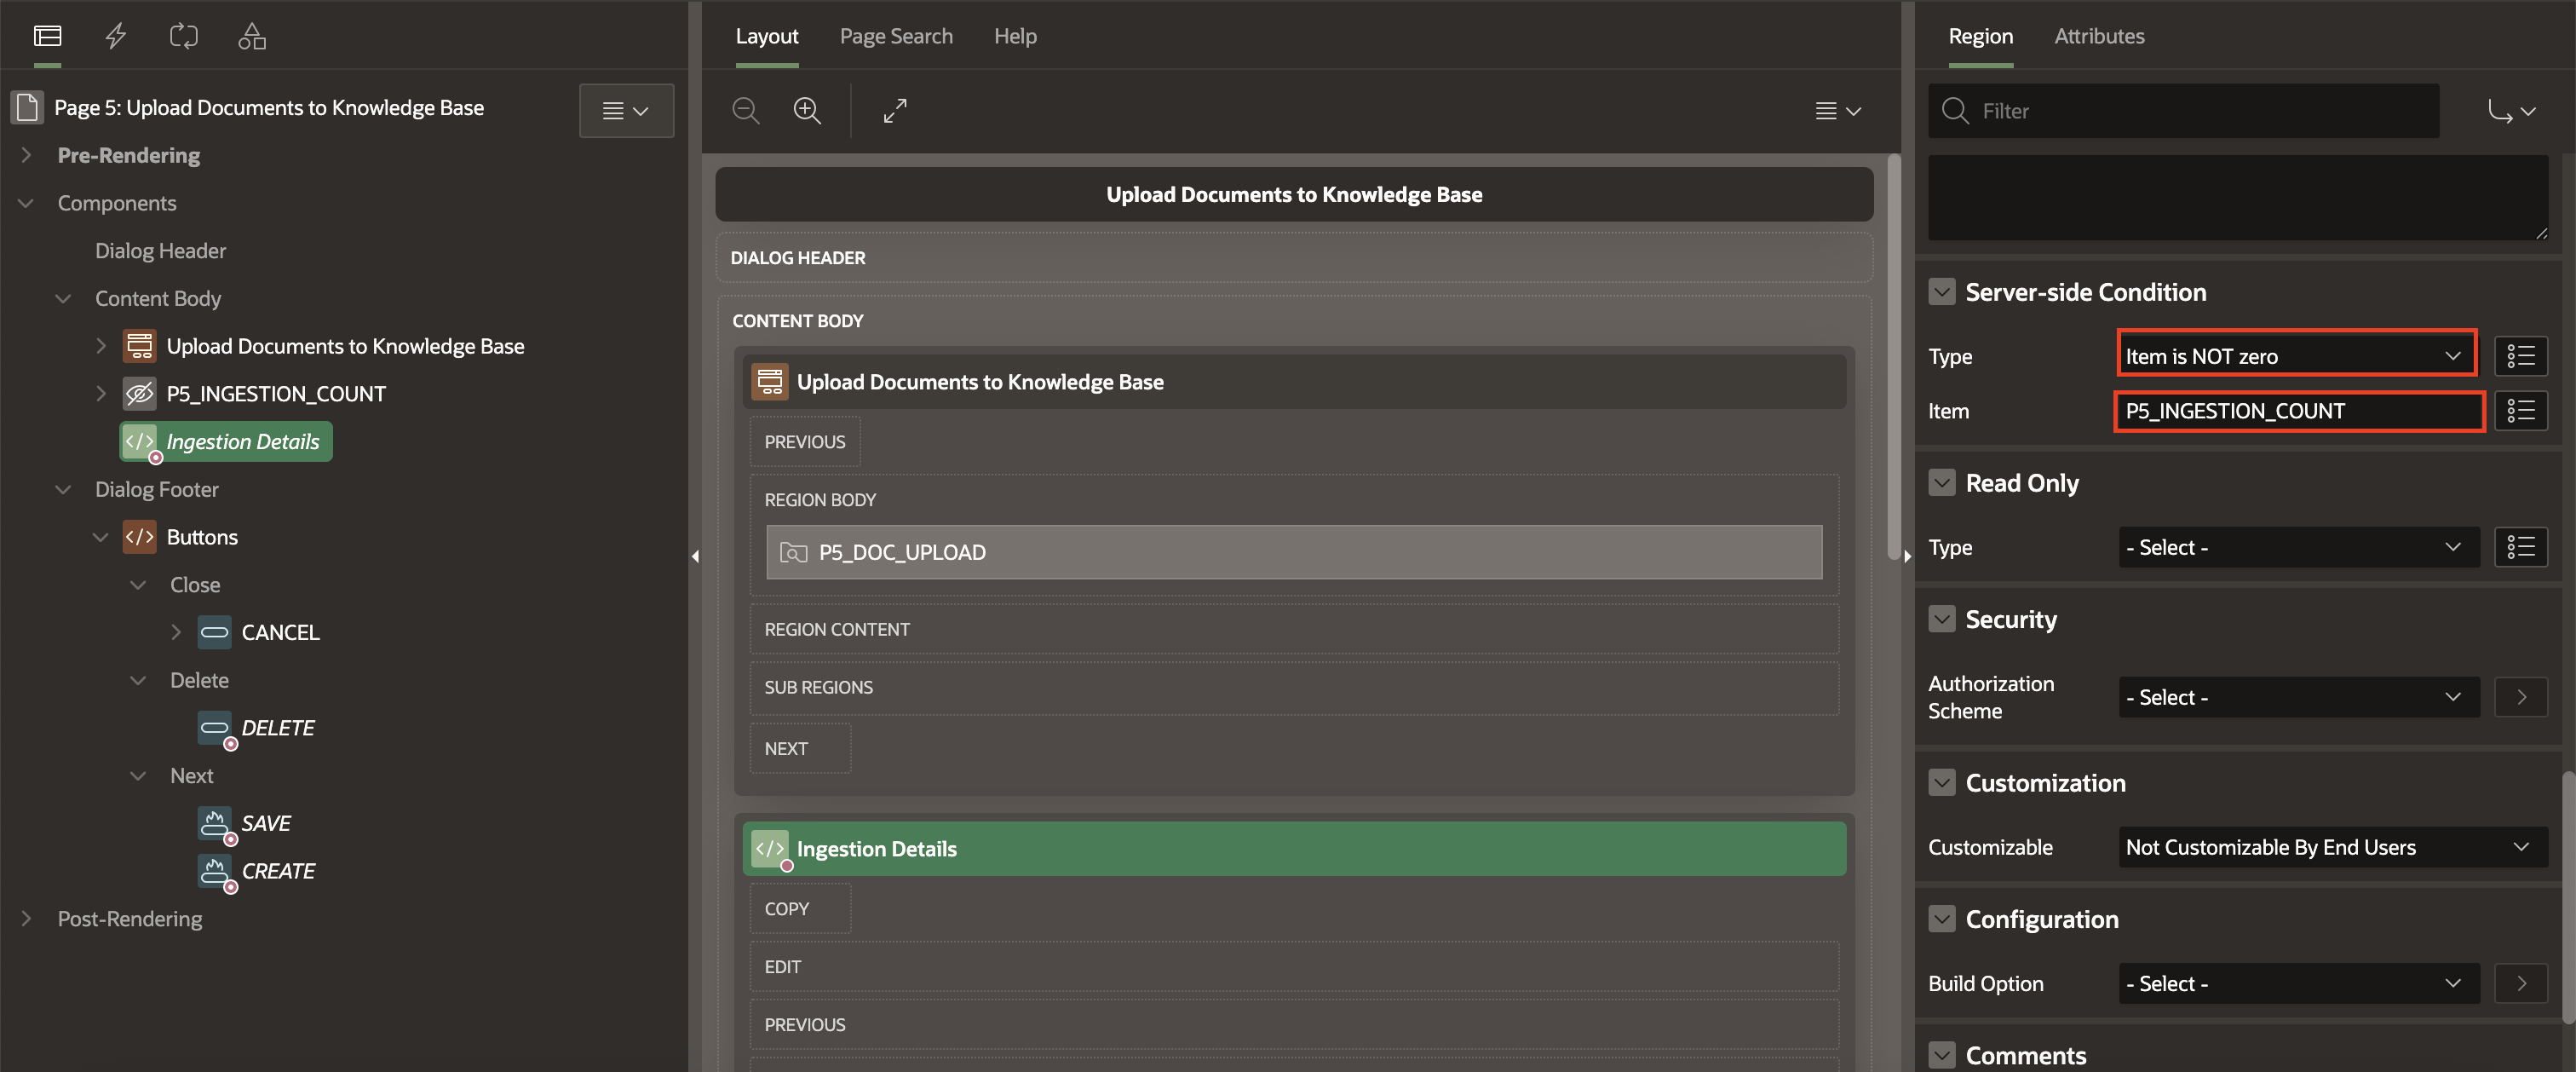 Page 5: Upload Documents to Knowledge Base
Pre-Rendering
Components
Dialog Header
Content Body
Upload Documents to Knowledge Base
P5_INGESTION_COUNT
Ingestion Details
Dialog Footer
Buttons
Close
CANCEL
Delete
DELETE
Next
SAVE
CREATE
Post-Rendering
Layout Page Search Help
Upload Documents to Knowledge Base
DIALOG HEADER
CONTENT BODY
Upload Documents to Knowledge Base
PREVIOUS
REGION BODY
P5_DOC_UPLOAD
REGION CONTENT
SUB REGIONS
NEXT
Ingestion Details
COPY
EDIT
PREVIOUS
Region Attributes
Filter
Server-side Condition
Type Item is NOT zero
Item P5_INGESTION_COUNT
Read Only
Type - Select -
Security
Authorization
Scheme - Select -
Customization
Customizable Not Customizable By End Users
Configuration
Build Option - Select -
Comments